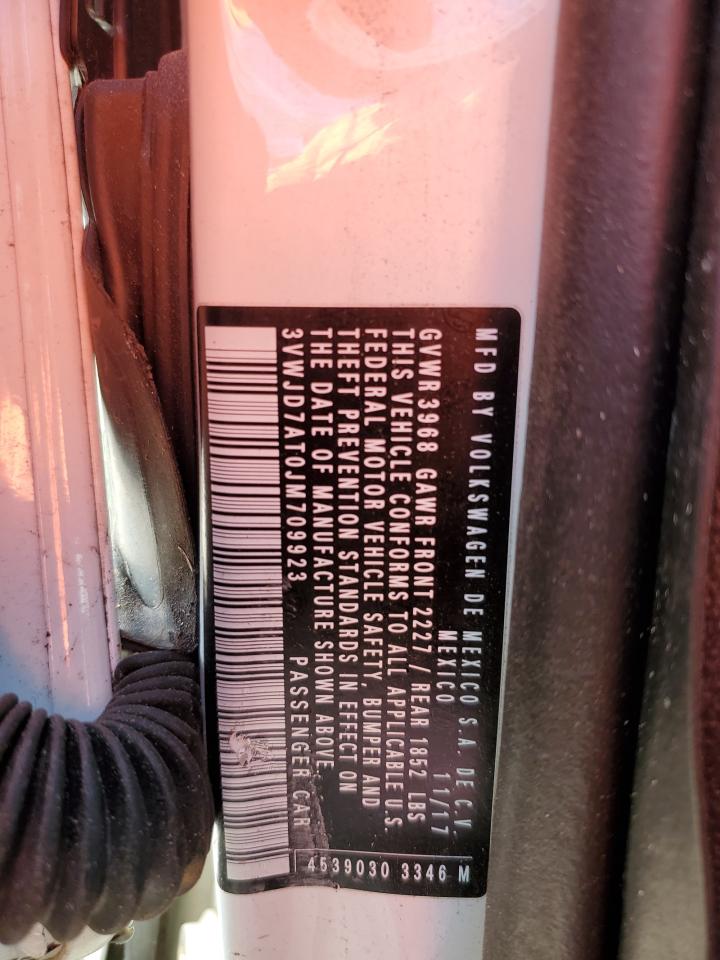 MFD BY VOLKSWAGEN DE MEXICO S.A. DE C.V.
MEXICO 11/17
GVWR 3968 GAWR FRONT 2227 / REAR 1852 LBS
THIS VEHICLE CONFORMS TO ALL APPLICABLE U.S.
FEDERAL MOTOR VEHICLE SAFETY, BUMPER AND
THEFT PREVENTION STANDARDS IN EFFECT ON
THE DATE OF MANUFACTURE SHOWN ABOVE.
3VWJD7AT0JM709923 PASSENGER CAR
4539030 3346 M